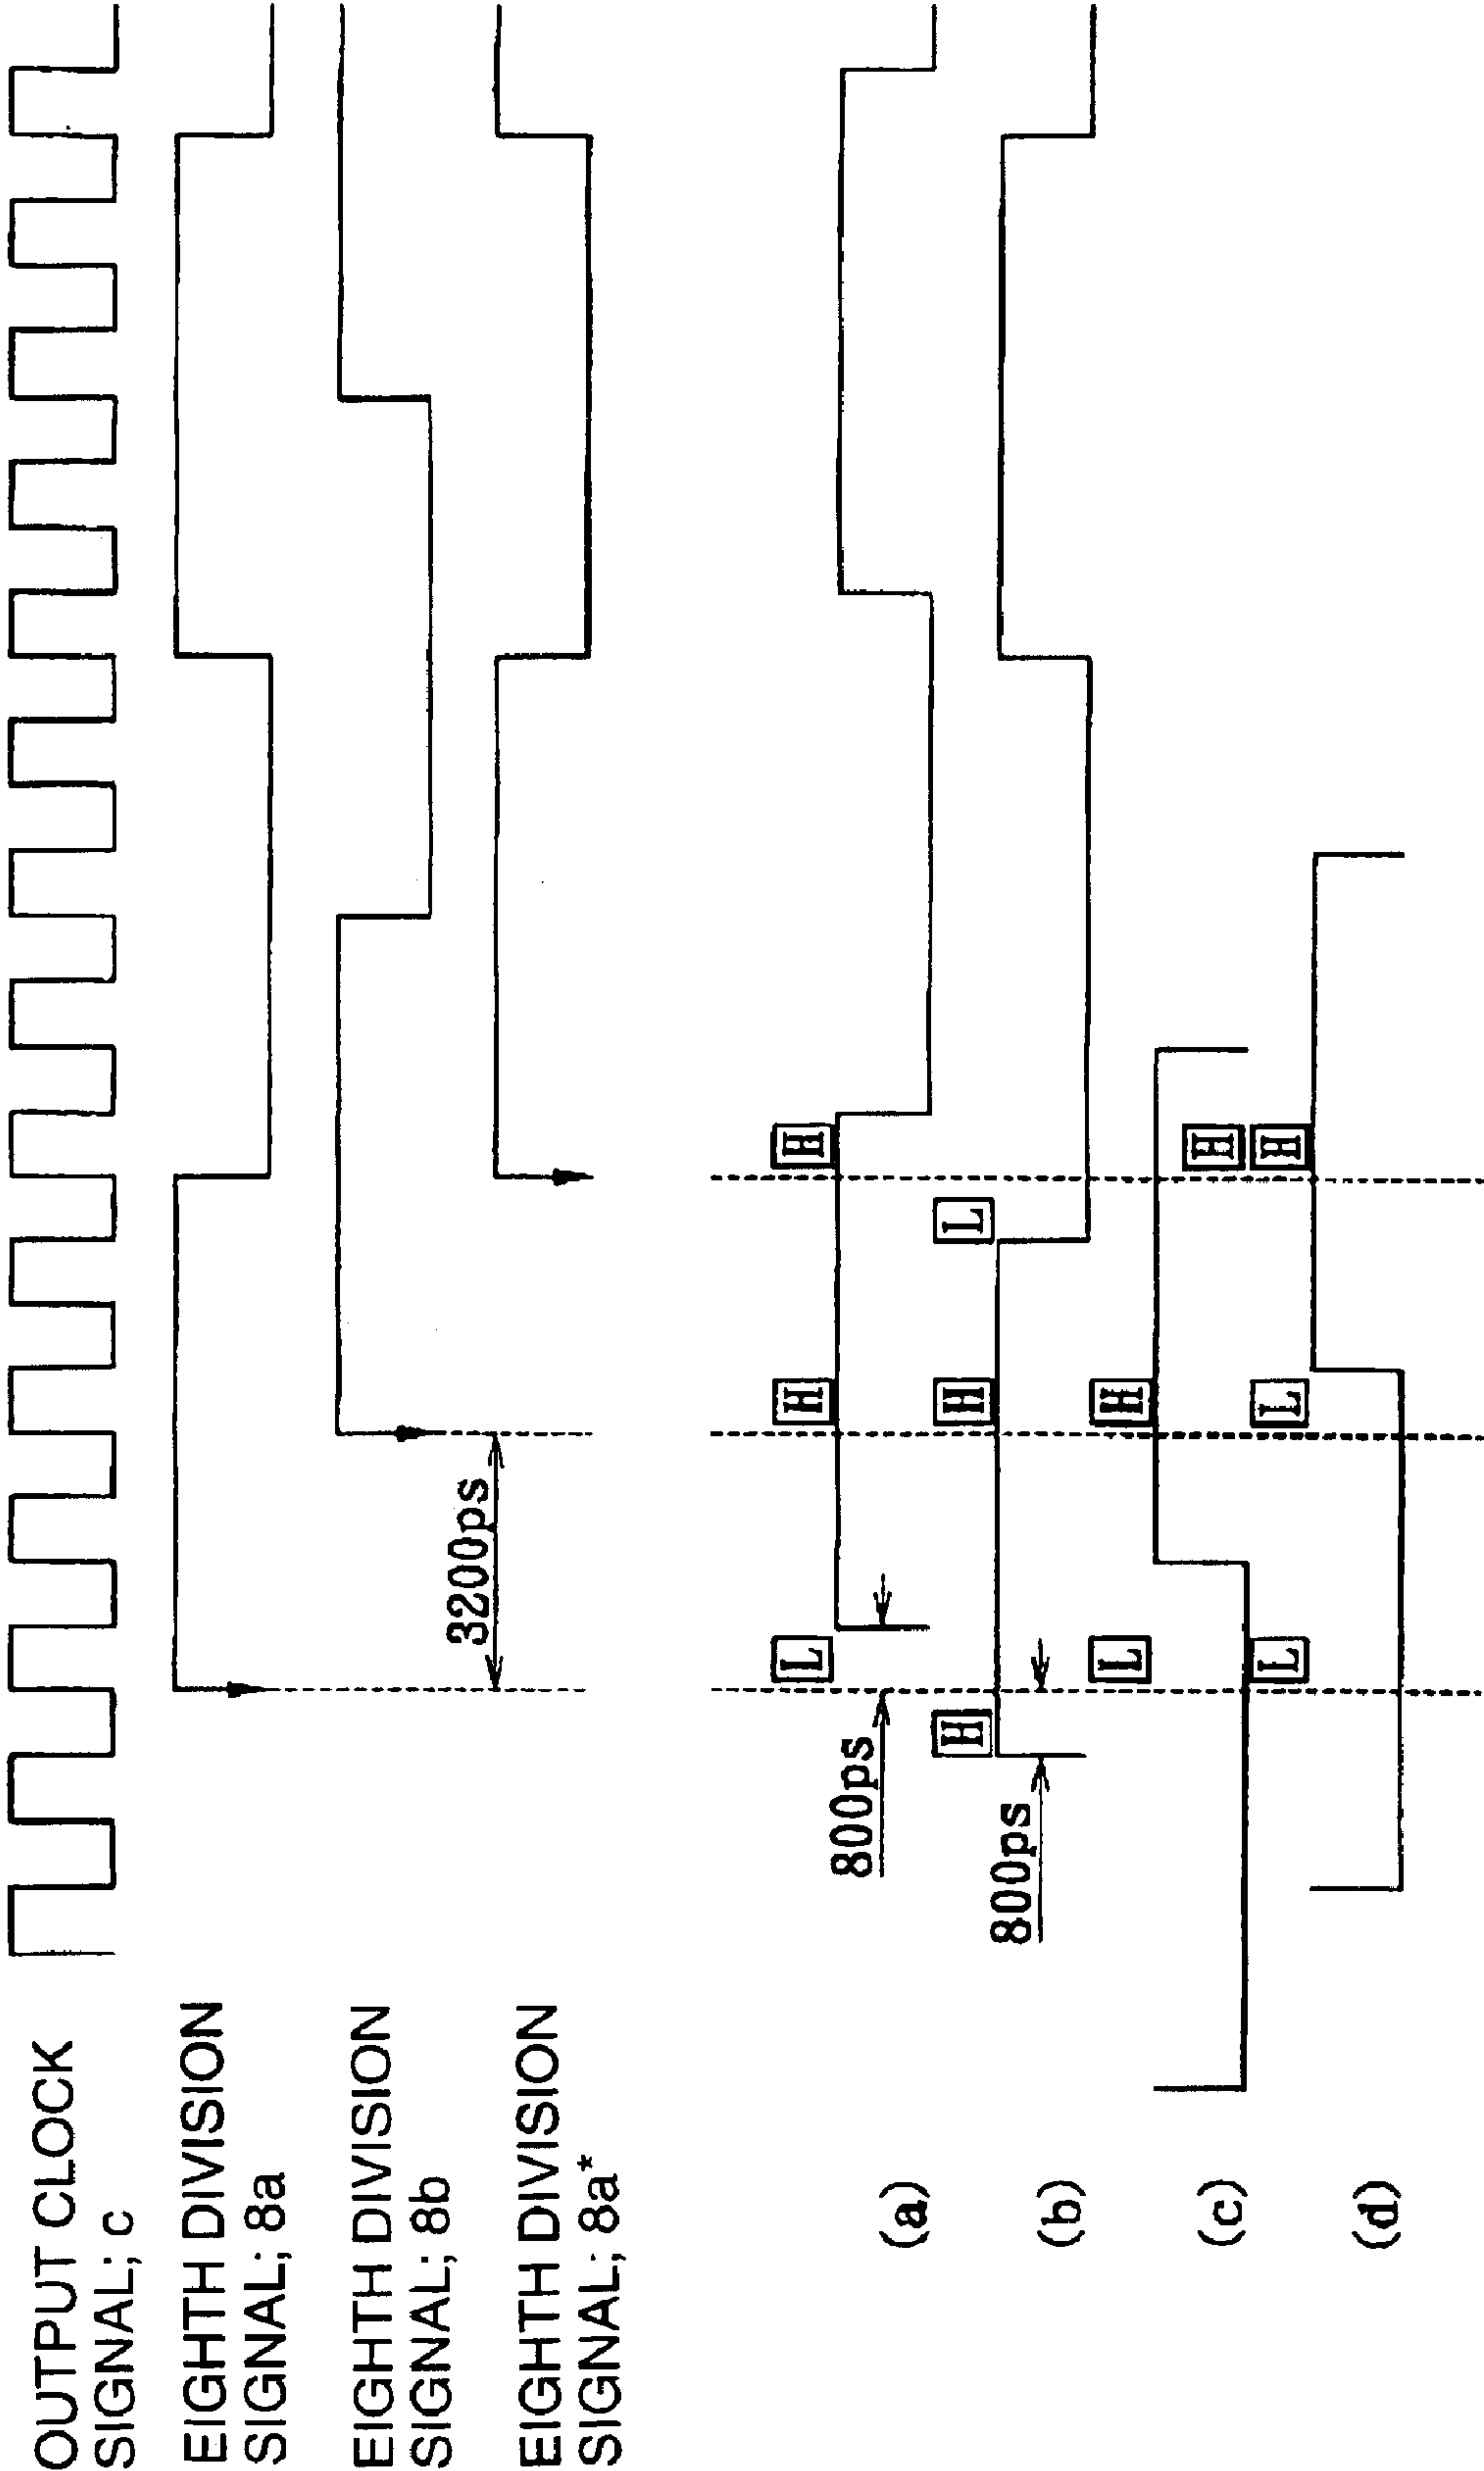 OUTPUT CLOCK
SIGNAL; c
EIGHTH DIVISION
SIGNAL; 8a
EIGHTH DIVISION
SIGNAL; 8b
3200ps
EIGHTH DIVISION
SIGNAL; 8a*
L H H
800ps
(a)
H H L
800ps
(b)
L H H
(c)
L L H
(d)